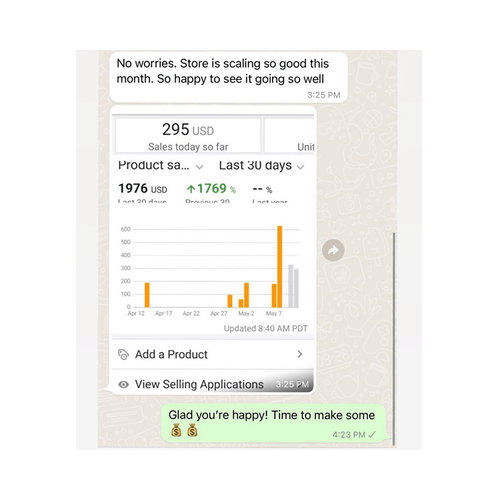 No worries. Store is scaling so good this
month. So happy to see it going so well
3:25 PM
295 USD
Sales today so far
Unit
Product sa... Last 30 days
1976 USD ↑1769 % -- %
Last 30 days Previous 30 Last year
600
500
400
300
200
100
0
Apr 12 Apr 17 Apr 22 Apr 27 May 2 May 7
Updated 8:40 AM PDT
Add a Product
View Selling Applications 3:25 PM
Glad you're happy! Time to make some
💰 💰
4:23 PM ✓